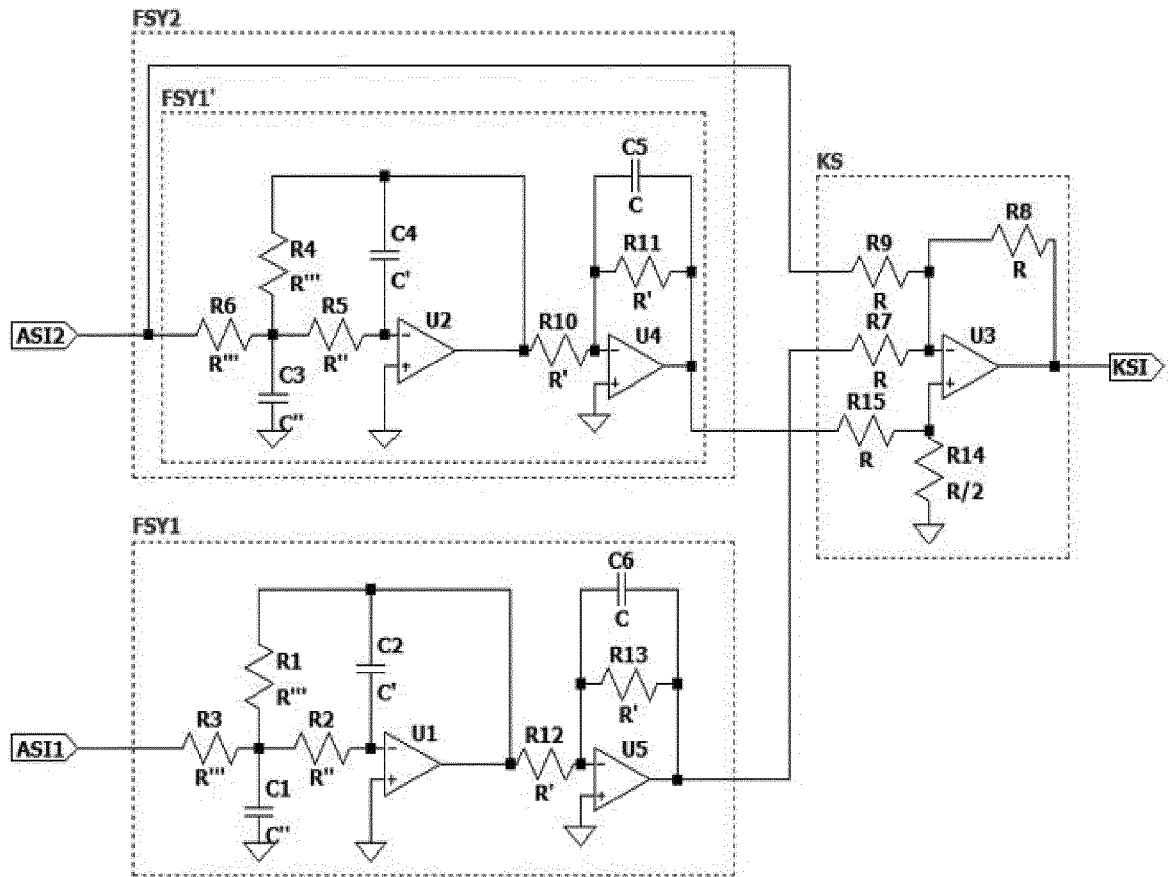 FSY2
FSY1'
C5
C
KS
R8
R
R4
R'''
C4
C'
R11
R'
R9
R
R6
R'''
R5
R''
U2
R10
R'
U4
R7
R
U3
ASI2
KSI
C3
C''
R15
R
R14
R/2
FSY1
C6
C
R1
R'''
C2
C'
R13
R'
R3
R'''
R2
R''
U1
R12
R'
U5
ASI1
C1
C''